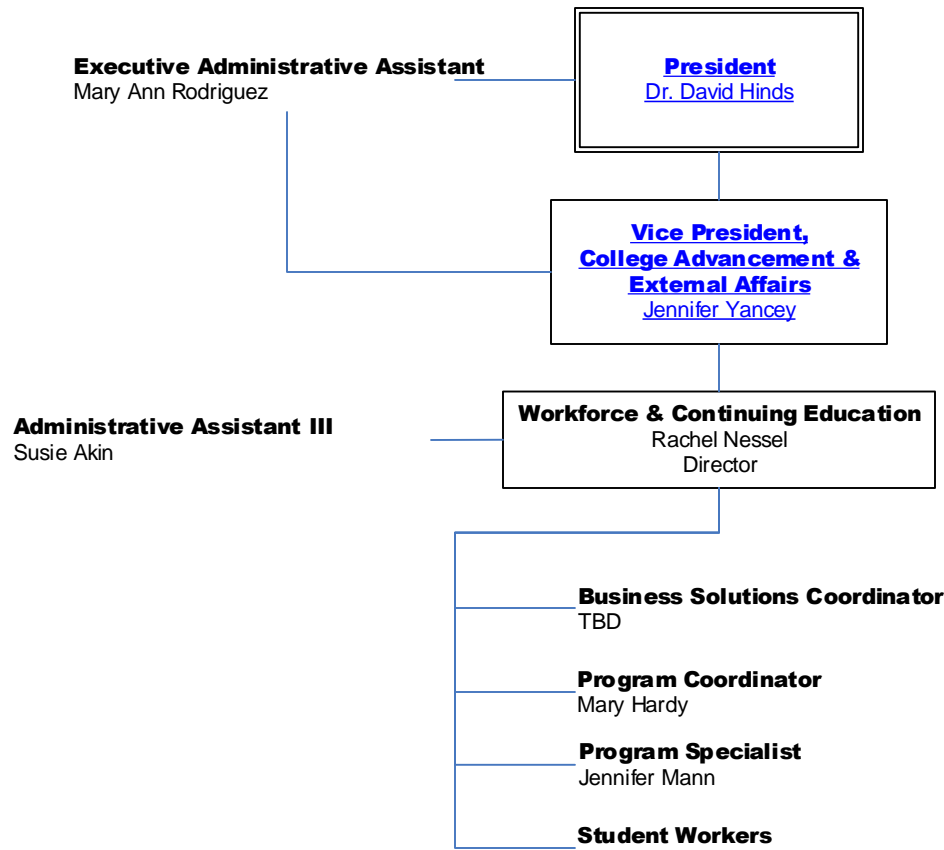 Executive Administrative Assistant
Mary Ann Rodriguez
President
Dr. David Hinds
Vice President,
College Advancement &
External Affairs
Jennifer Yancey
Administrative Assistant III
Susie Akin
Workforce & Continuing Education
Rachel Nessel
Director
Business Solutions Coordinator
TBD
Program Coordinator
Mary Hardy
Program Specialist
Jennifer Mann
Student Workers